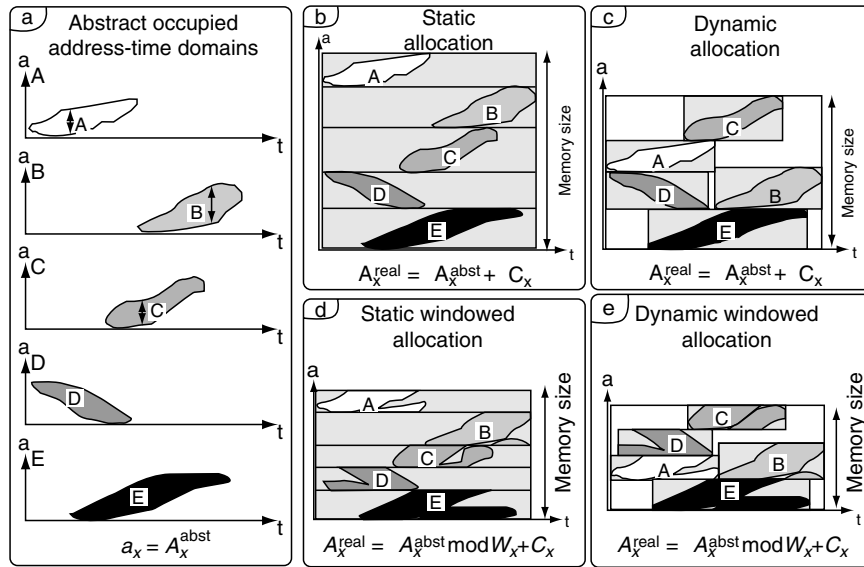 a
Abstract occupied
address-time domains
a
A
A
t
a
B
B
t
a
C
C
t
a
D
D
t
a
E
E
t
a_x = A_x^abst
b
Static
allocation
a
A
B
C
D
E
Memory size
t
A_x^real = A_x^abst + C_x
c
Dynamic
allocation
a
C
A
D
B
E
Memory size
t
A_x^real = A_x^abst + C_x
d
Static windowed
allocation
a
A
B
C
D
E
Memory size
t
A_x^real = A_x^abst mod W_x + C_x
e
Dynamic windowed
allocation
a
C
D
A
B
E
Memory size
t
A_x^real = A_x^abst mod W_x + C_x